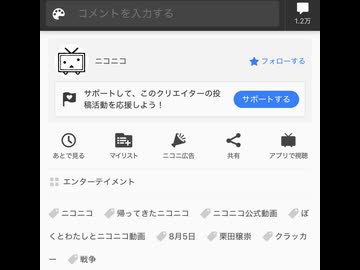 コメントを入力する
1.2万
ニコニコ
フォローする
サポートして、このクリエイターの投
稿活動を応援しよう！
サポートする
あとで見る マイリスト ニコニ広告 共有 アプリで視聴
エンターテイメント
ニコニコ 帰ってきたニコニコ ニコニコ公式動画 ぼ
くとわたしとニコニコ動画 8月5日 栗田穣崇 クラッカ
ー 戦争